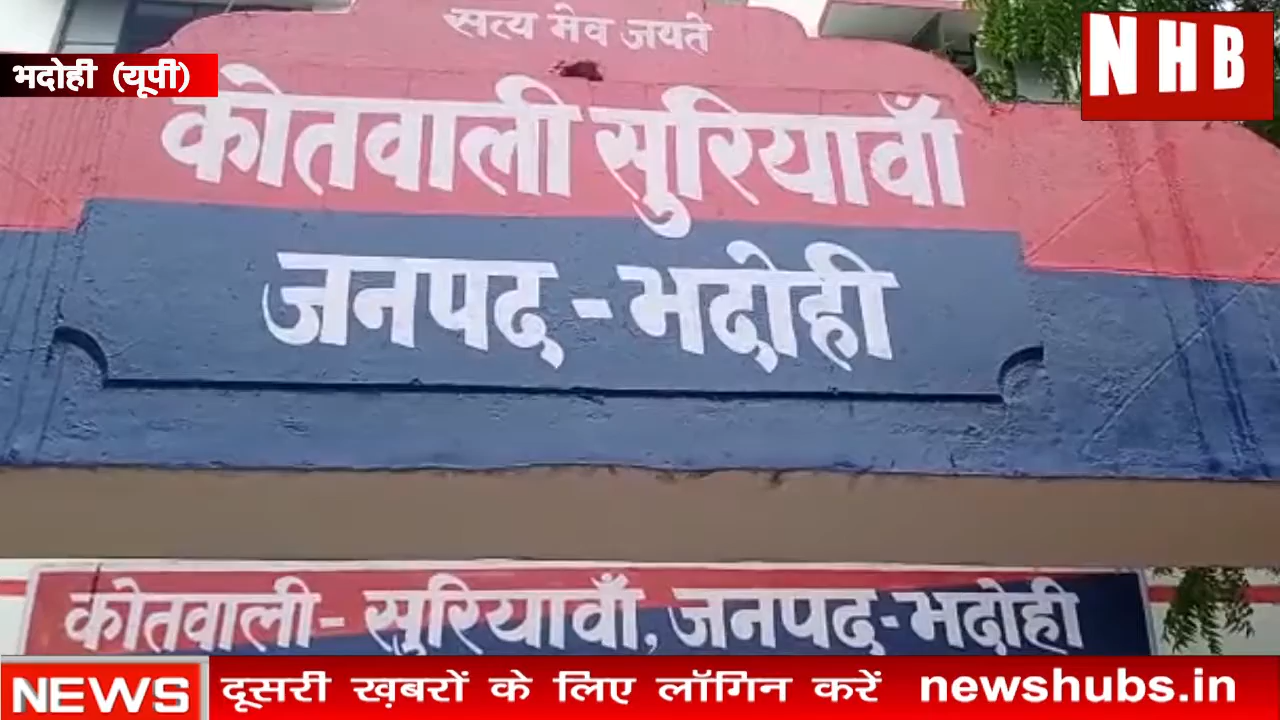 सत्य मेव जयते
NHB
भदोही (यूपी)
कोतवाली सुरियावाँ
जनपद - भदोही
कोतवाली- सुरियावाँ, जनपद-भदोही
NEWS दूसरी ख़बरों के लिए लॉगिन करें newshubs.in